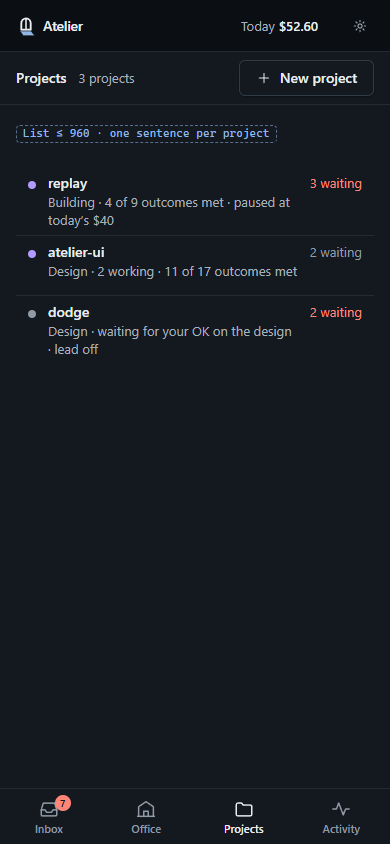 Atelier
Today $52.60
Projects 3 projects
New project
List ≤ 960 · one sentence per project
replay 3 waiting
Building · 4 of 9 outcomes met · paused at
today's $40
atelier-ui 2 waiting
Design · 2 working · 11 of 17 outcomes met
dodge 2 waiting
Design · waiting for your OK on the design
· lead off
7
Inbox Office Projects Activity